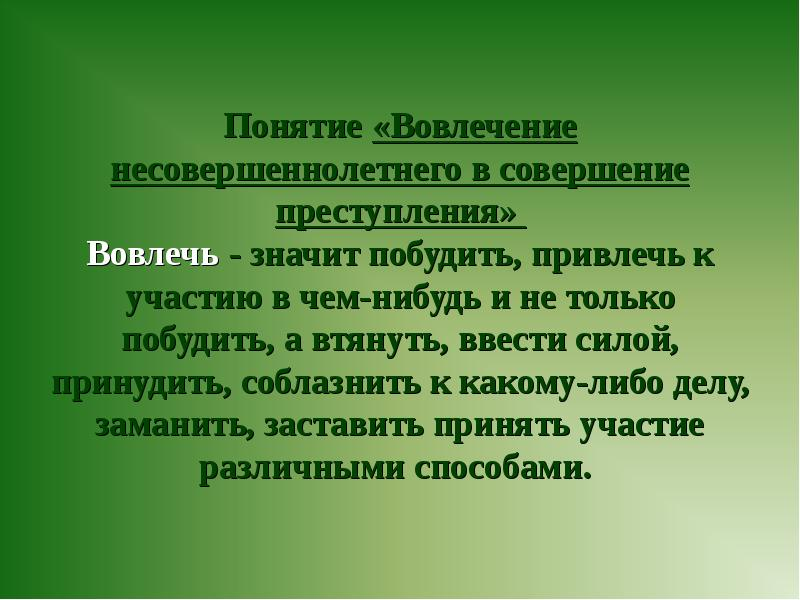 Понятие «Вовлечение
несовершеннолетнего в совершение
преступления»
Вовлечь - значит побудить, привлечь к
участию в чем-нибудь и не только
побудить, а втянуть, ввести силой,
принудить, соблазнить к какому-либо делу,
заманить, заставить принять участие
различными способами.